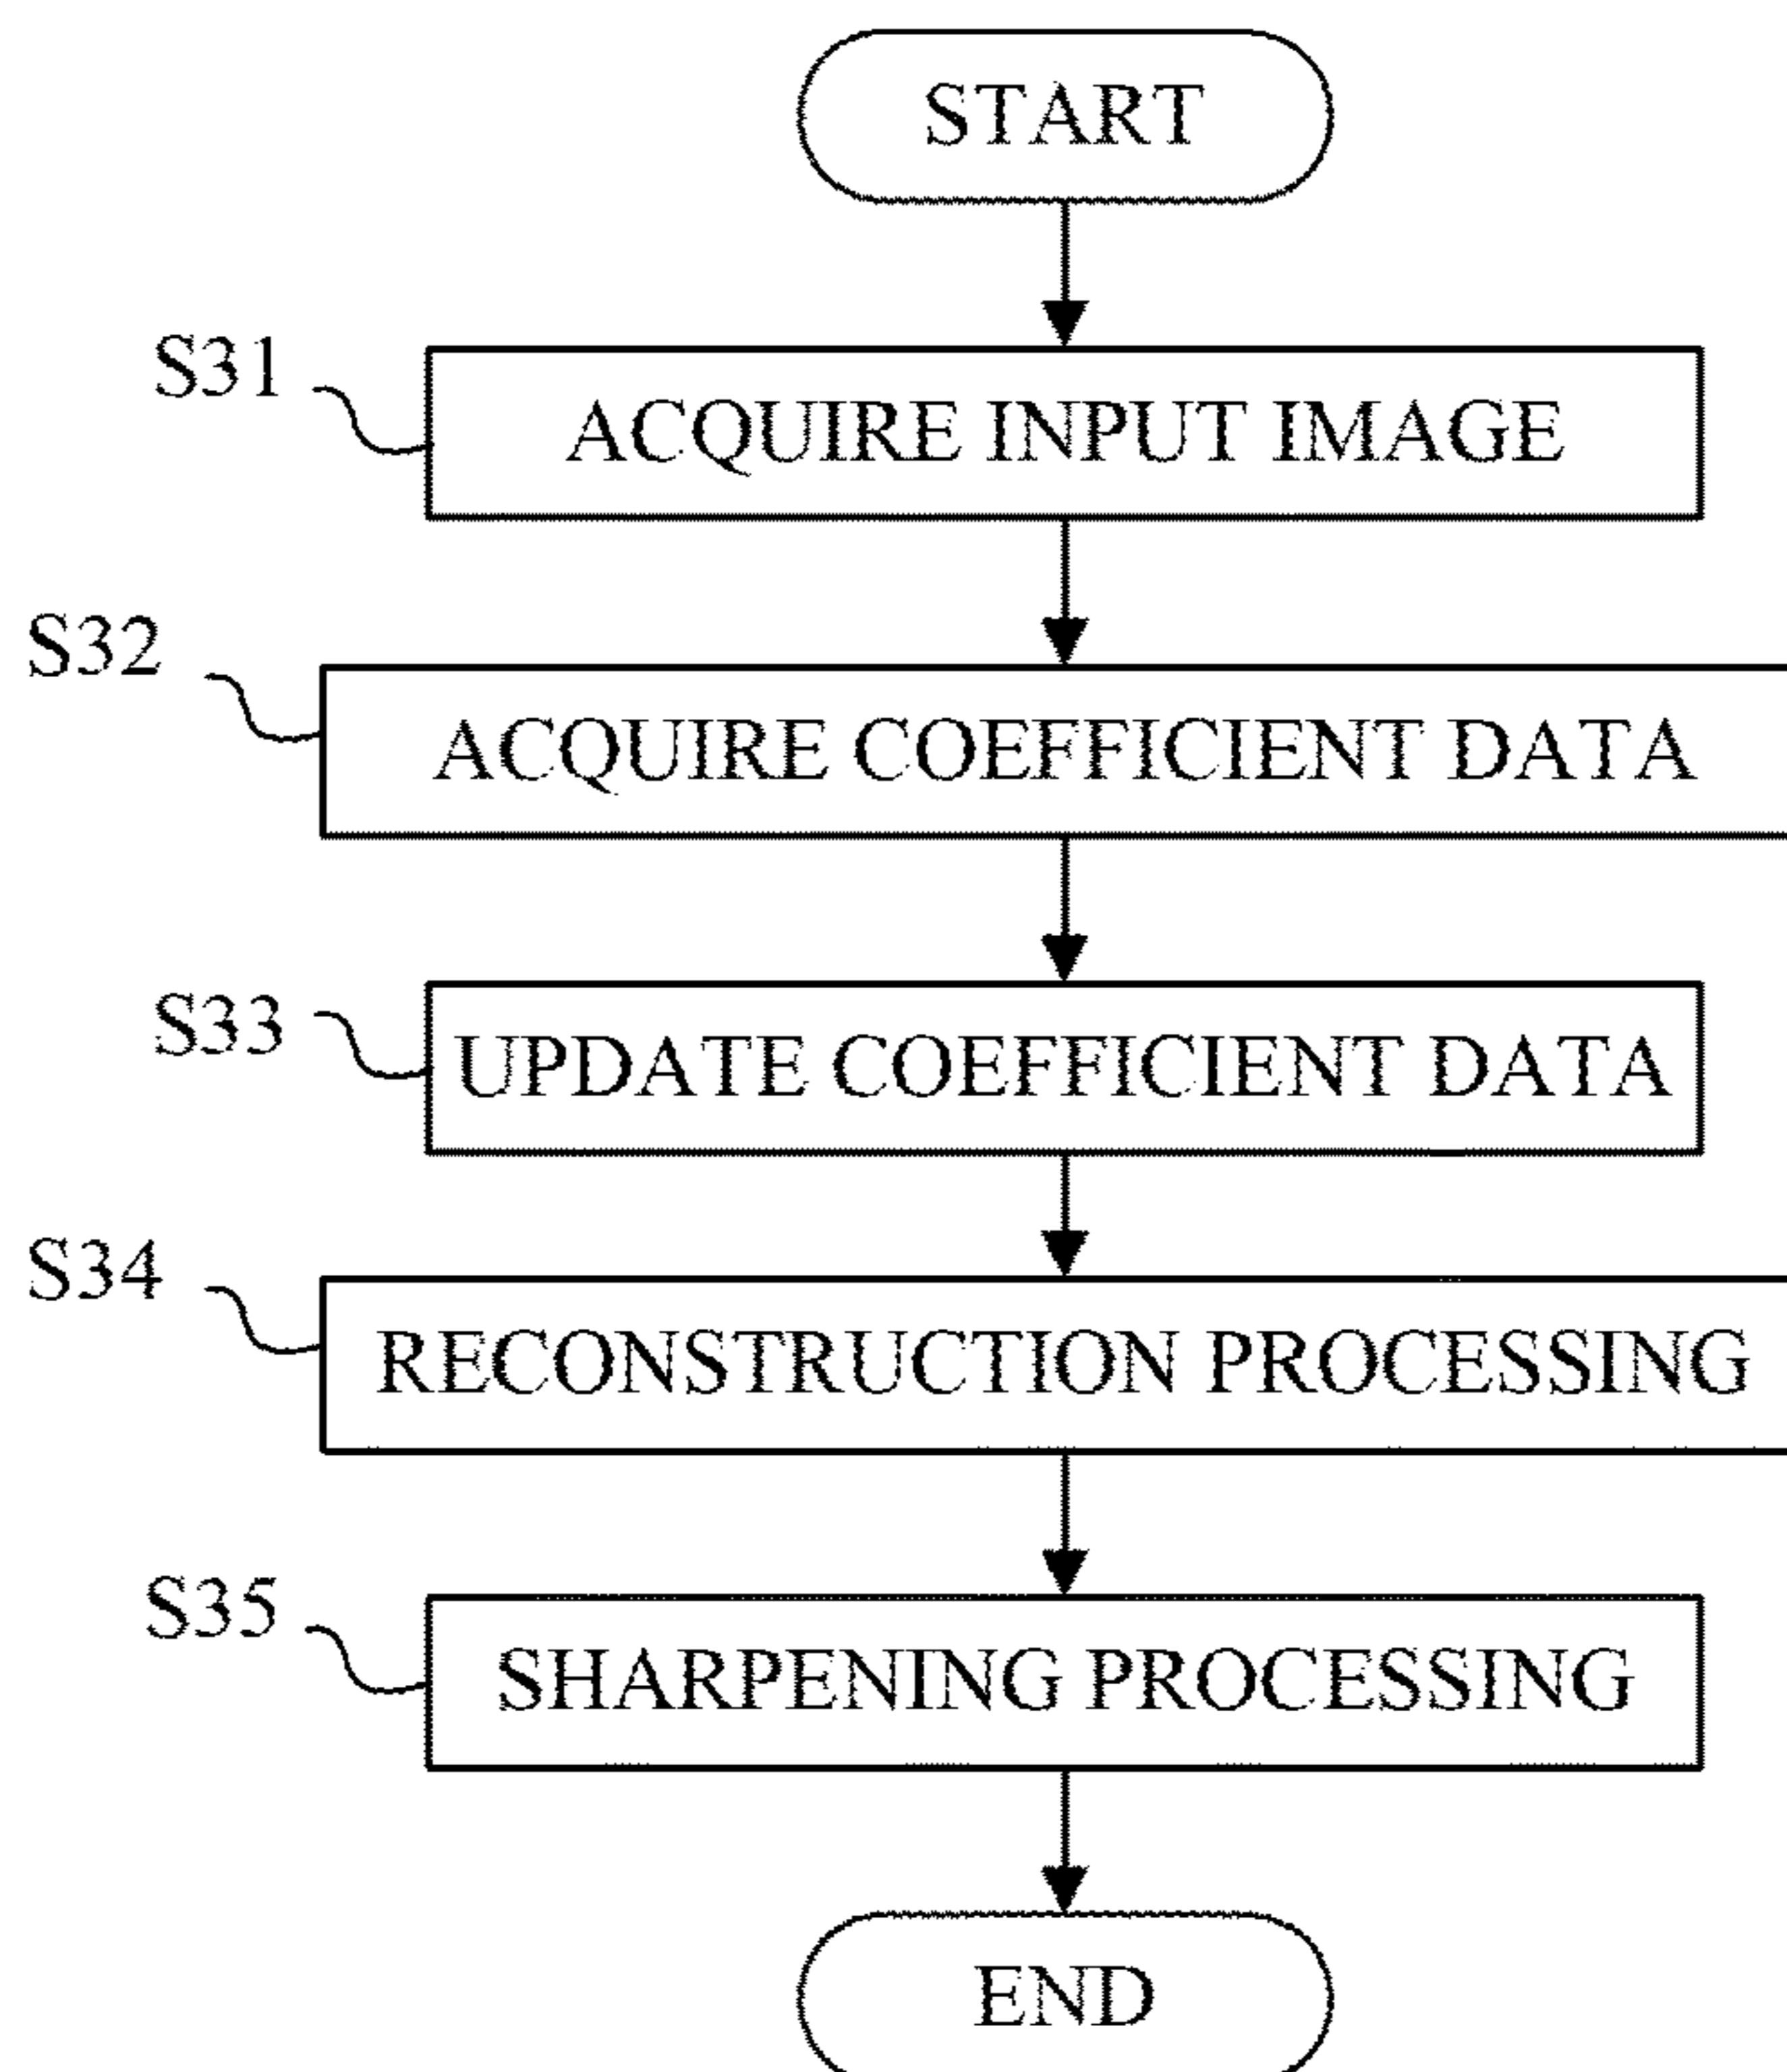 START
S31
ACQUIRE INPUT IMAGE
S32
ACQUIRE COEFFICIENT DATA
S33
UPDATE COEFFICIENT DATA
S34
RECONSTRUCTION PROCESSING
S35
SHARPENING PROCESSING
END